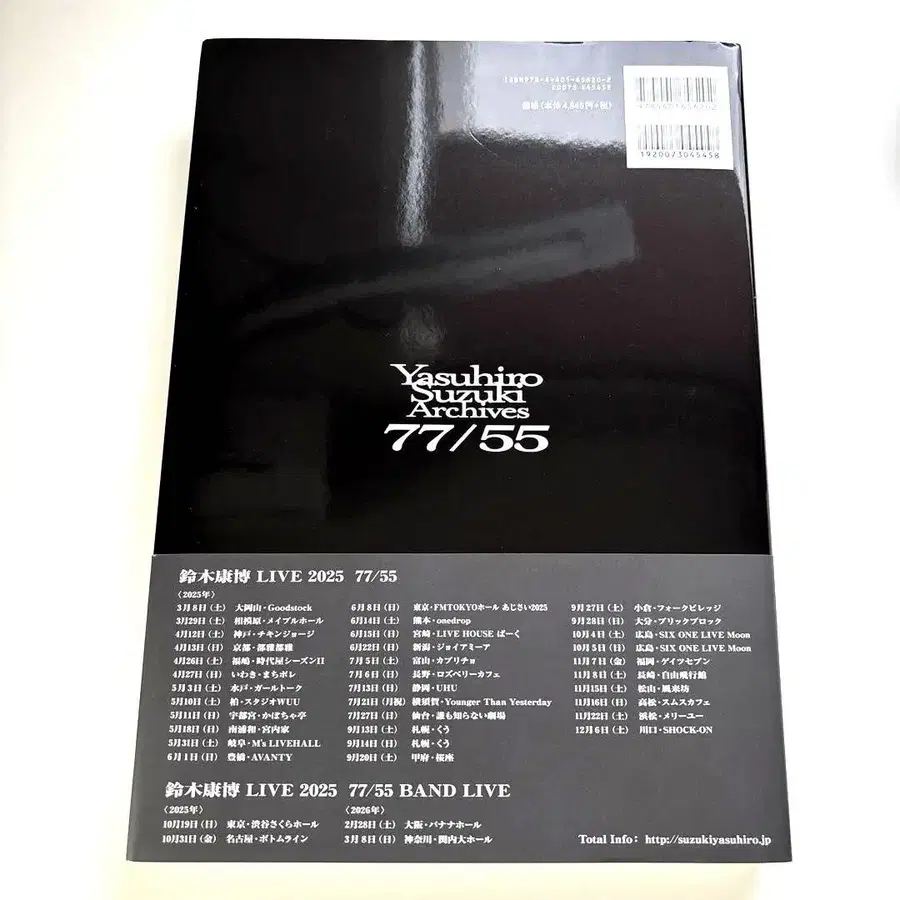 ISBN978-4-401-65620-2
C0073 ¥4545E
価格(本体4,545円+税)
1920073045458
Yasuhiro
Suzuki
Archives
77/55
鈴木康博 LIVE 2025 77/55
〈2025年〉
3月8日(土) 大岡山・Goodstock
3月29日(土) 相模原・メイプルホール
4月12日(土) 神戸・チキンジョージ
4月13日(日) 京都・都雅都雅
4月26日(土) 福嶋・時代屋シーズンII
4月27日(日) いわき・まちポレ
5月3日(土) 水戸・ガールトーク
5月10日(土) 柏・スタジオWUU
5月11日(日) 宇都宮・かぼちゃ亭
5月18日(日) 南浦和・宮内家
5月31日(土) 岐阜・M's LIVEHALL
6月1日(日) 豊橋・AVANTY
6月8日(日) 東京・FMTOKYOホール あじさい2025
6月14日(土) 熊本・onedrop
6月15日(日) 宮崎・LIVE HOUSE ぱーく
6月22日(日) 新潟・ジョイアミーア
7月5日(土) 富山・カプリチョ
7月6日(日) 長野・ロズベリーカフェ
7月13日(日) 静岡・UHU
7月21日(月祝) 横須賀・Younger Than Yesterday
7月27日(日) 仙台・誰も知らない劇場
9月13日(土) 札幌・くう
9月14日(日) 札幌・くう
9月20日(土) 甲府・桜座
9月27日(土) 小倉・フォークビレッジ
9月28日(日) 大分・ブリックブロック
10月4日(土) 広島・SIX ONE LIVE Moon
10月5日(日) 広島・SIX ONE LIVE Moon
11月7日(金) 福岡・ゲイツセブン
11月8日(土) 長崎・自由飛行館
11月15日(土) 松山・風来坊
11月16日(日) 高松・スムスカフェ
11月22日(土) 浜松・メリーユー
12月6日(土) 川口・SHOCK-ON
鈴木康博 LIVE 2025 77/55 BAND LIVE
〈2025年〉
10月19日(日) 東京・渋谷さくらホール
10月31日(金) 名古屋・ボトムライン
〈2026年〉
2月28日(土) 大阪・バナナホール
3月8日(日) 神奈川・関内大ホール
Total Info: http://suzukiyasuhiro.jp